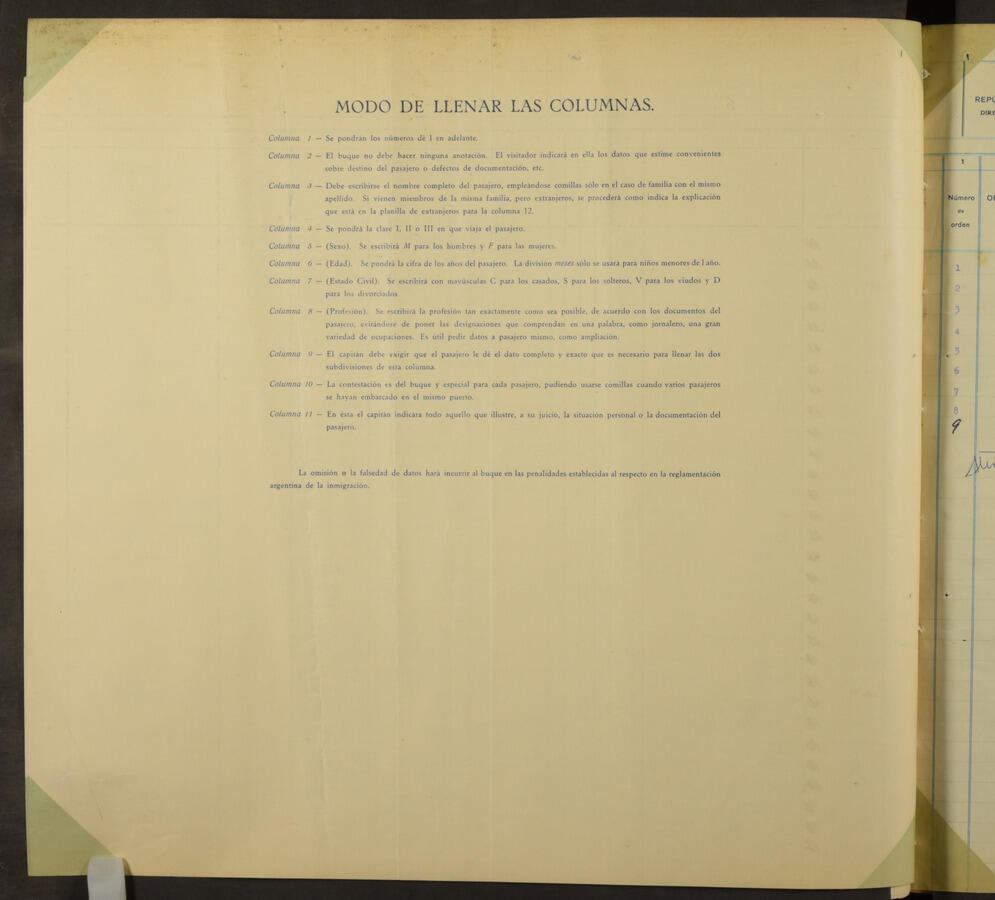 MODO DE LLENAR LAS COLUMNAS.
Columna 1 — Se pondrán los números de 1 en adelante.
Columna 2 — El buque no debe hacer ninguna anotación. El visitador indicará en ella los datos que estime convenientes
sobre destino del pasajero o defectos de documentación, etc.
Columna 3 — Debe escribirse el nombre completo del pasajero, empleándose comillas sólo en el caso de familia con el mismo
apellido. Si vienen miembros de la misma familia, pero extranjeros, se procederá como indica la explicación
que está en la planilla de extranjeros para la columna 12.
Columna 4 — Se pondrá la clase I, II o III en que viaja el pasajero.
Columna 5 — (Sexo). Se escribirá M para los hombres y F para las mujeres.
Columna 6 — (Edad). Se pondrá la cifra de los años del pasajero. La división meses sólo se usará para niños menores de 1 año.
Columna 7 — (Estado Civil). Se escribirá con mayúsculas C para los casados, S para los solteros, V para los viudos y D
para los divorciados.
Columna 8 — (Profesión). Se escribirá la profesión tan exactamente como sea posible, de acuerdo con los documentos del
pasajero, evitándose de poner las designaciones que comprendan en una palabra, como jornalero, una gran
variedad de ocupaciones. Es útil pedir datos a pasajero mismo, como ampliación.
Columna 9 — El capitán debe exigir que el pasajero le dé el dato completo y exacto que es necesario para llenar las dos
subdivisiones de esta columna.
Columna 10 — La contestación es del buque y especial para cada pasajero, pudiendo usarse comillas cuando varios pasajeros
se hayan embarcado en el mismo puerto.
Columna 11 — En ésta el capitán indicará todo aquello que illustre, a su juicio, la situación personal o la documentación del
pasajero.
La omisión o la falsedad de datos hará incurrir al buque en las penalidades establecidas al respecto en la reglamentación
argentina de la inmigración.
1
REPÚ
DIRE
1
Número
de
orden
1
2
3
4
5
6
7
8
9